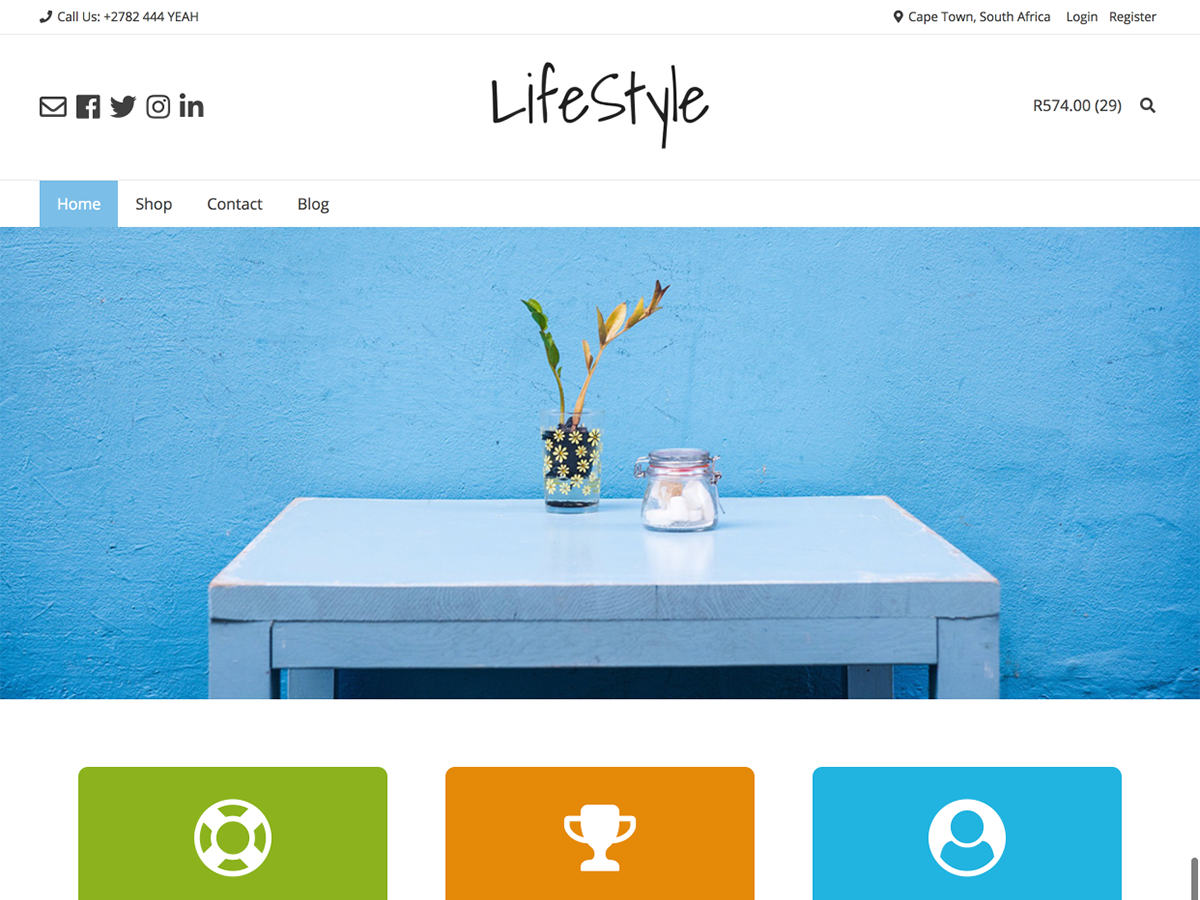 Call Us: +2782 444 YEAH
Cape Town, South Africa Login Register
LifeStyle
R574.00 (29)
Home Shop Contact Blog